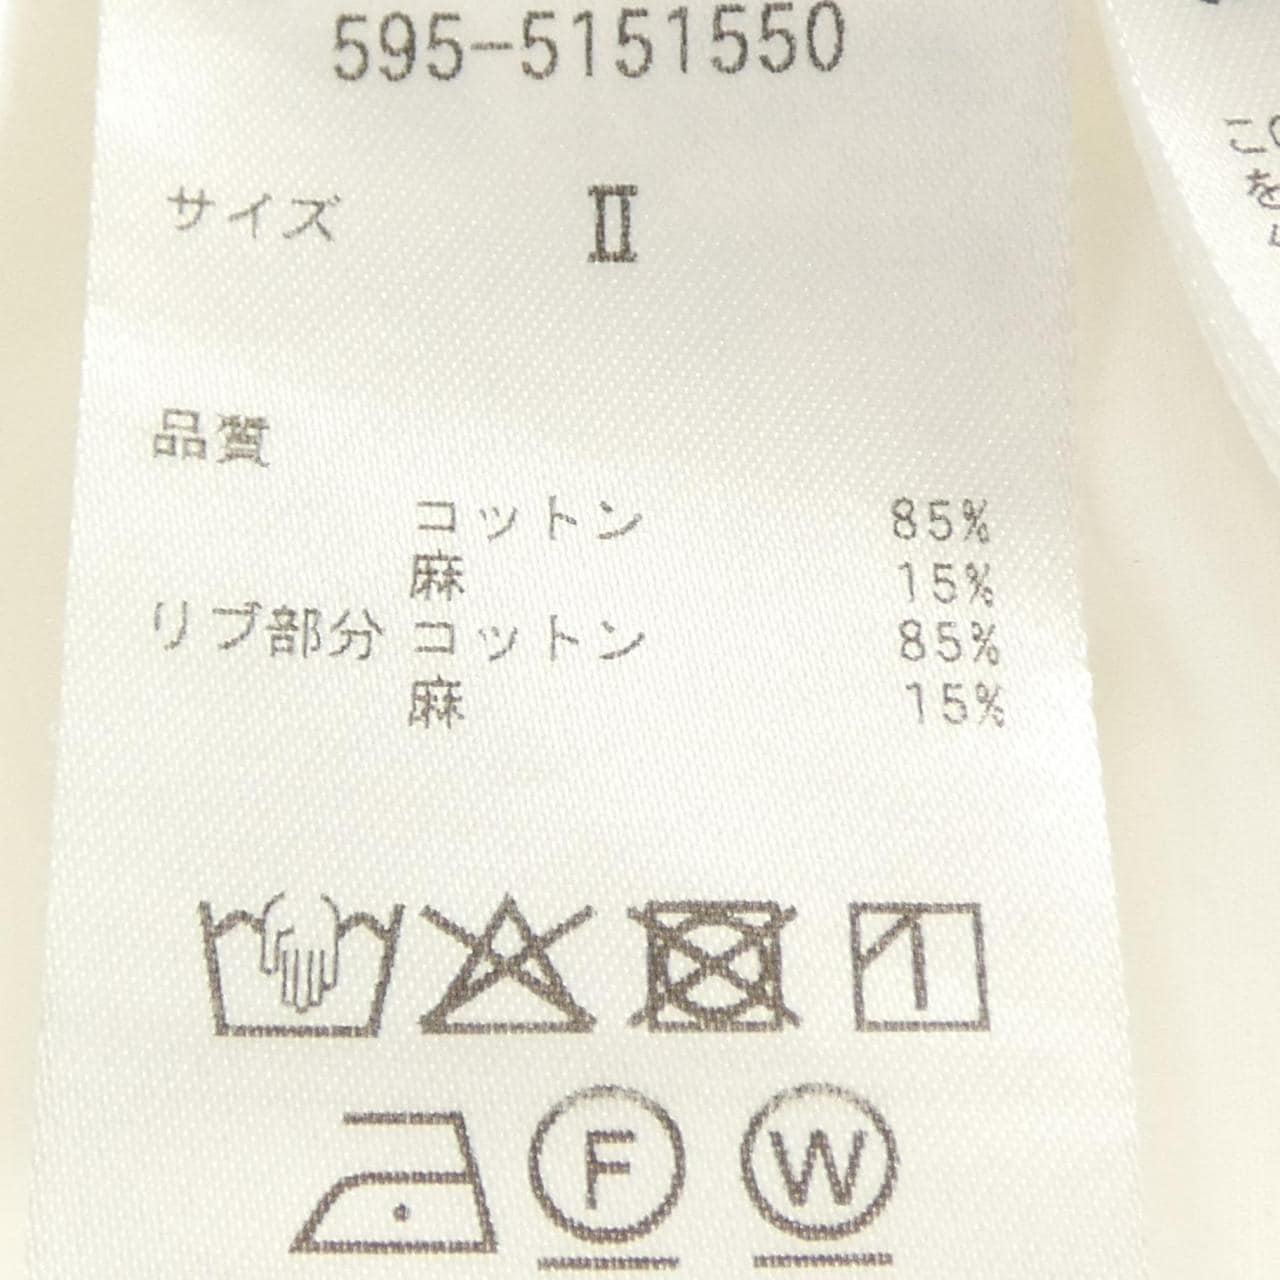 595-5151550
サイズ Ⅱ
品質
コットン 85%
麻 15%
リブ部分 コットン 85%
麻 15%
F
W
を